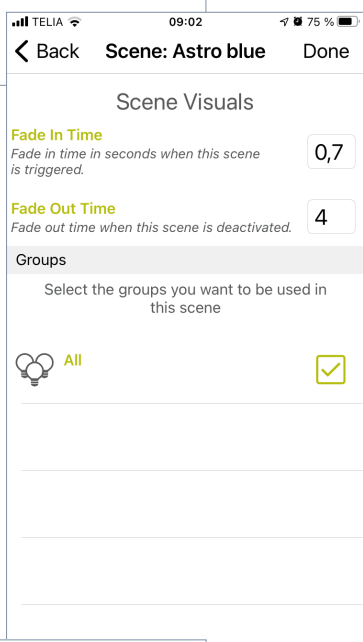 TELIA 09:02 75 %
Back Scene: Astro blue Done
Scene Visuals
Fade In Time
Fade in time in seconds when this scene
is triggered.
0,7
Fade Out Time
Fade out time when this scene is deactivated.
4
Groups
Select the groups you want to be used in
this scene
All